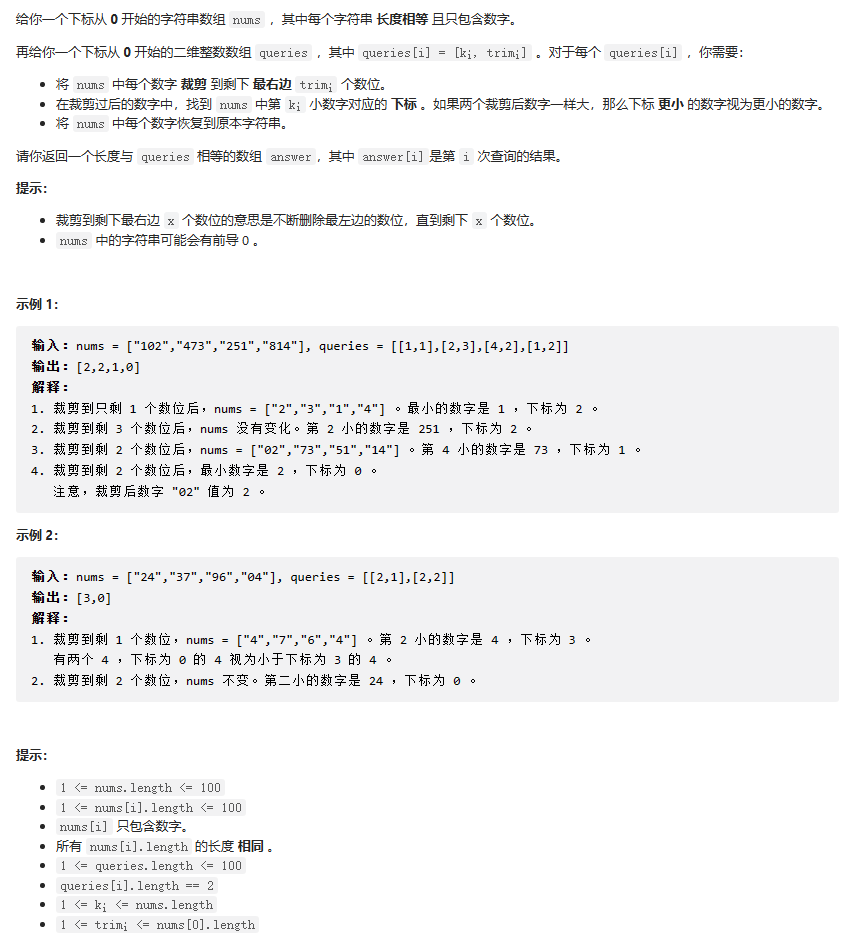 给你一个下标从 0 开始的字符串数组 nums ，其中每个字符串 长度相等 且只包含数字。
再给你一个下标从 0 开始的二维整数数组 queries ，其中 queries[i] = [ki, trimi] 。对于每个 queries[i] ，你需要：
• 将 nums 中每个数字 裁剪 到剩下 最右边 trimi 个数位。
• 在裁剪过后的数字中，找到 nums 中第 ki 小数字对应的 下标 。如果两个裁剪后数字一样大，那么下标 更小 的数字视为更小的数字。
• 将 nums 中每个数字恢复到原本字符串。
请你返回一个长度与 queries 相等的数组 answer，其中 answer[i]是第 i 次查询的结果。
提示：
• 裁剪到剩下最右边 x 个数位的意思是不断删除最左边的数位，直到剩下 x 个数位。
• nums 中的字符串可能会有前导 0 。
示例 1：
输入：nums = ["102","473","251","814"], queries = [[1,1],[2,3],[4,2],[1,2]]
输出：[2,2,1,0]
解释：
1. 裁剪到只剩 1 个数位后，nums = ["2","3","1","4"] 。最小的数字是 1 ，下标为 2 。
2. 裁剪到剩 3 个数位后，nums 没有变化。第 2 小的数字是 251 ，下标为 2 。
3. 裁剪到剩 2 个数位后，nums = ["02","73","51","14"] 。第 4 小的数字是 73 ，下标为 1 。
4. 裁剪到剩 2 个数位后，最小数字是 2 ，下标为 0 。
注意，裁剪后数字 "02" 值为 2 。
示例 2：
输入：nums = ["24","37","96","04"], queries = [[2,1],[2,2]]
输出：[3,0]
解释：
1. 裁剪到剩 1 个数位，nums = ["4","7","6","4"] 。第 2 小的数字是 4 ，下标为 3 。
有两个 4 ，下标为 0 的 4 视为小于下标为 3 的 4 。
2. 裁剪到剩 2 个数位，nums 不变。第二小的数字是 24 ，下标为 0 。
提示：
• 1 <= nums.length <= 100
• 1 <= nums[i].length <= 100
• nums[i] 只包含数字。
• 所有 nums[i].length 的长度 相同 。
• 1 <= queries.length <= 100
• queries[i].length == 2
• 1 <= ki <= nums.length
• 1 <= trimi <= nums[0].length